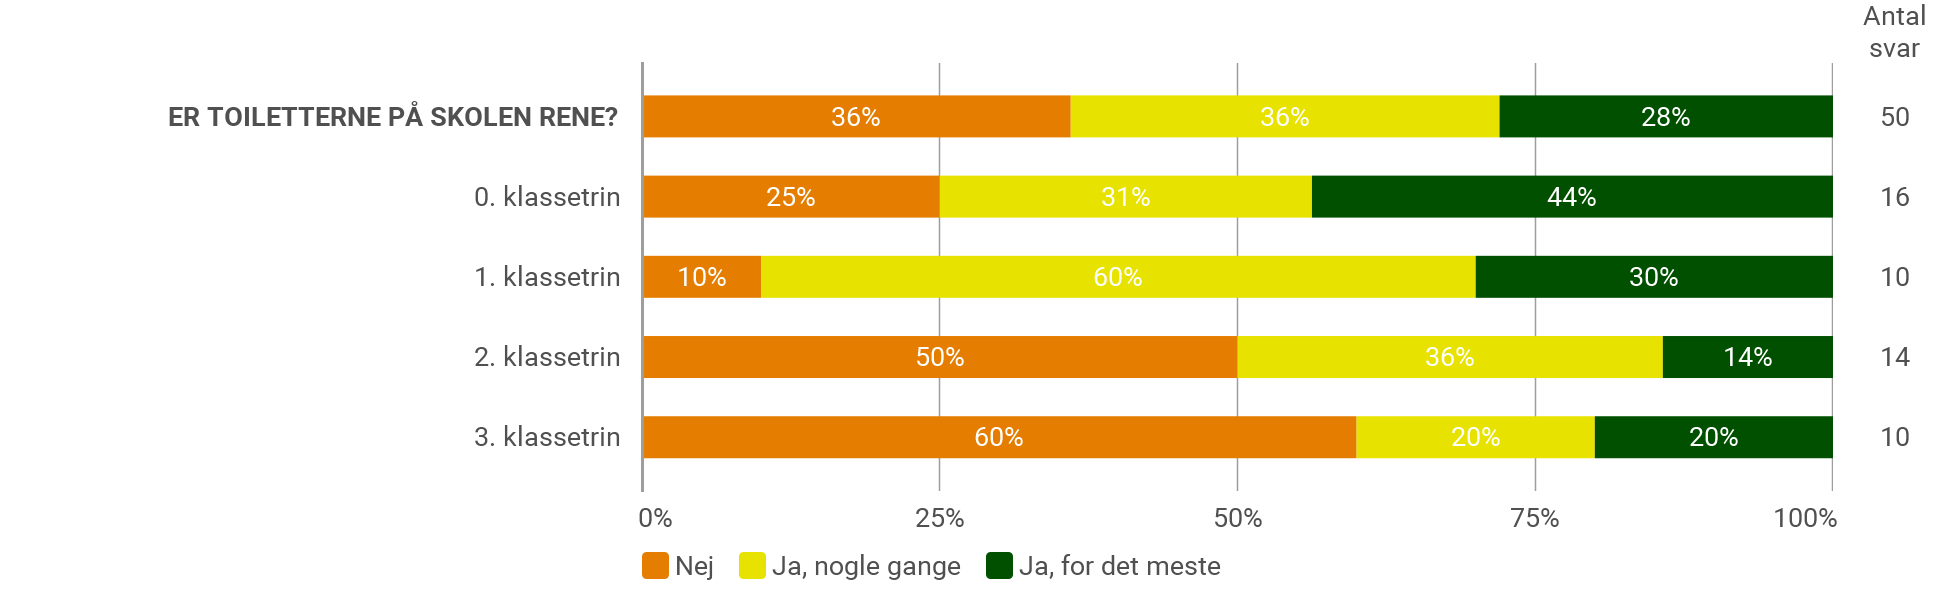 Antal
svar
ER TOILETTERNE PÅ SKOLEN RENE? 36% 36% 28% 50
0. klassetrin 25% 31% 44% 16
1. klassetrin 10% 60% 30% 10
2. klassetrin 50% 36% 14% 14
3. klassetrin 60% 20% 20% 10
0% 25% 50% 75% 100%
Nej Ja, nogle gange Ja, for det meste